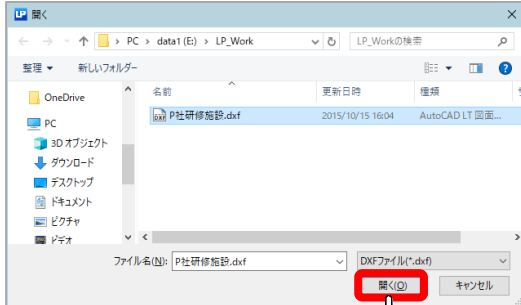 LP 開く
PC > data1 (E:) > LP_Work
LP_Workの検索
整理 新しいフォルダー
名前 更新日時 種類
OneDrive
PC
3D オブジェクト
ダウンロード
デスクトップ
ドキュメント
ピクチャ
ビデオ
P社研修施設.dxf 2015/10/15 16:04 AutoCAD LT 図面...
ファイル名(N): P社研修施設.dxf DXFファイル(*.dxf)
開く(O) キャンセル